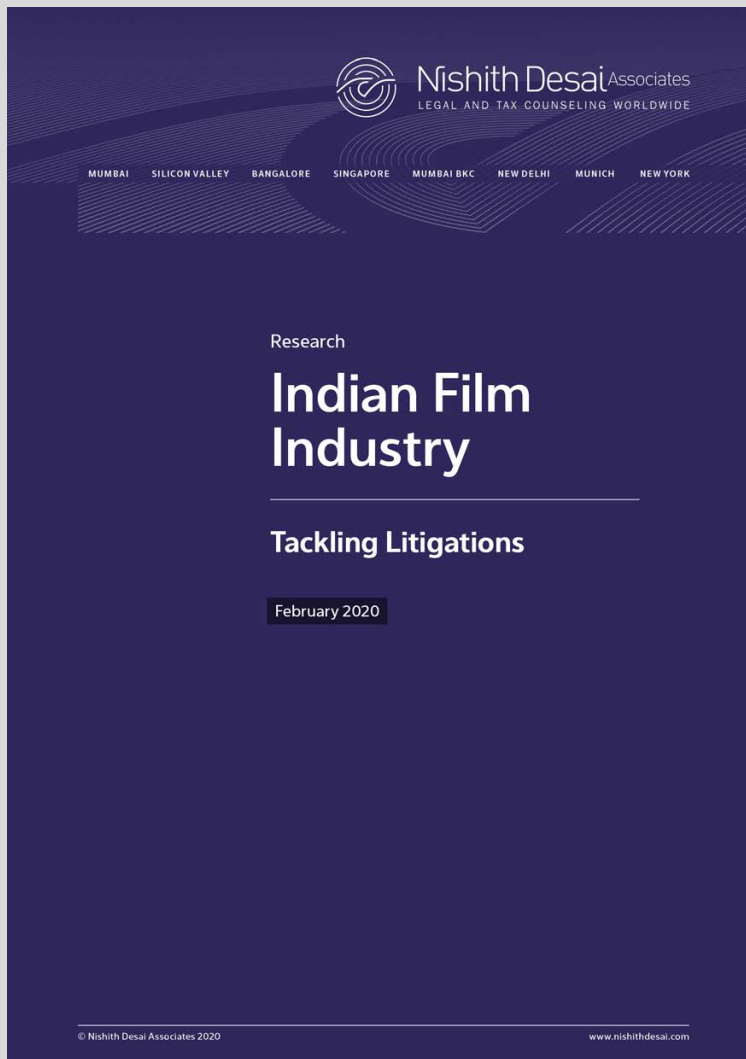 Nishith Desai Associates
LEGAL AND TAX COUNSELING WORLDWIDE
MUMBAI SILICON VALLEY BANGALORE SINGAPORE MUMBAI BKC NEW DELHI MUNICH NEW YORK
Research
Indian Film
Industry
Tackling Litigations
February 2020
© Nishith Desai Associates 2020 www.nishithdesai.com